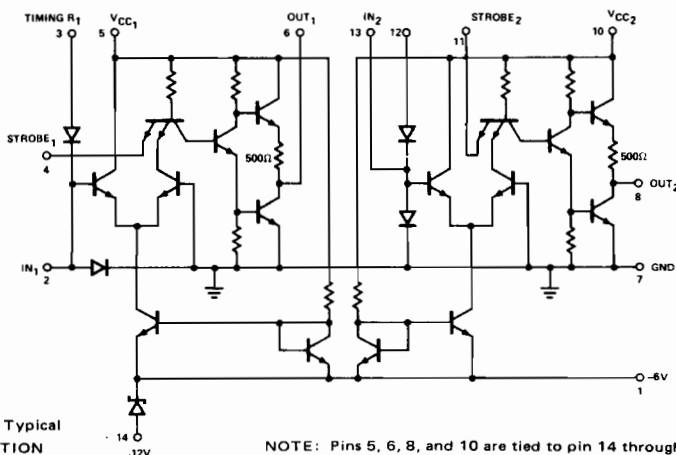 TIMING R1
3
VCC1
5
OUT1
6
IN2
13
12
STROBE2
11
VCC2
10
STROBE1
4
500Ω
500Ω
OUT2
8
IN1
2
GND
7
-6V
1
14
12V
Typical
TION
NOTE: Pins 5, 6, 8, and 10 are tied to pin 14 through